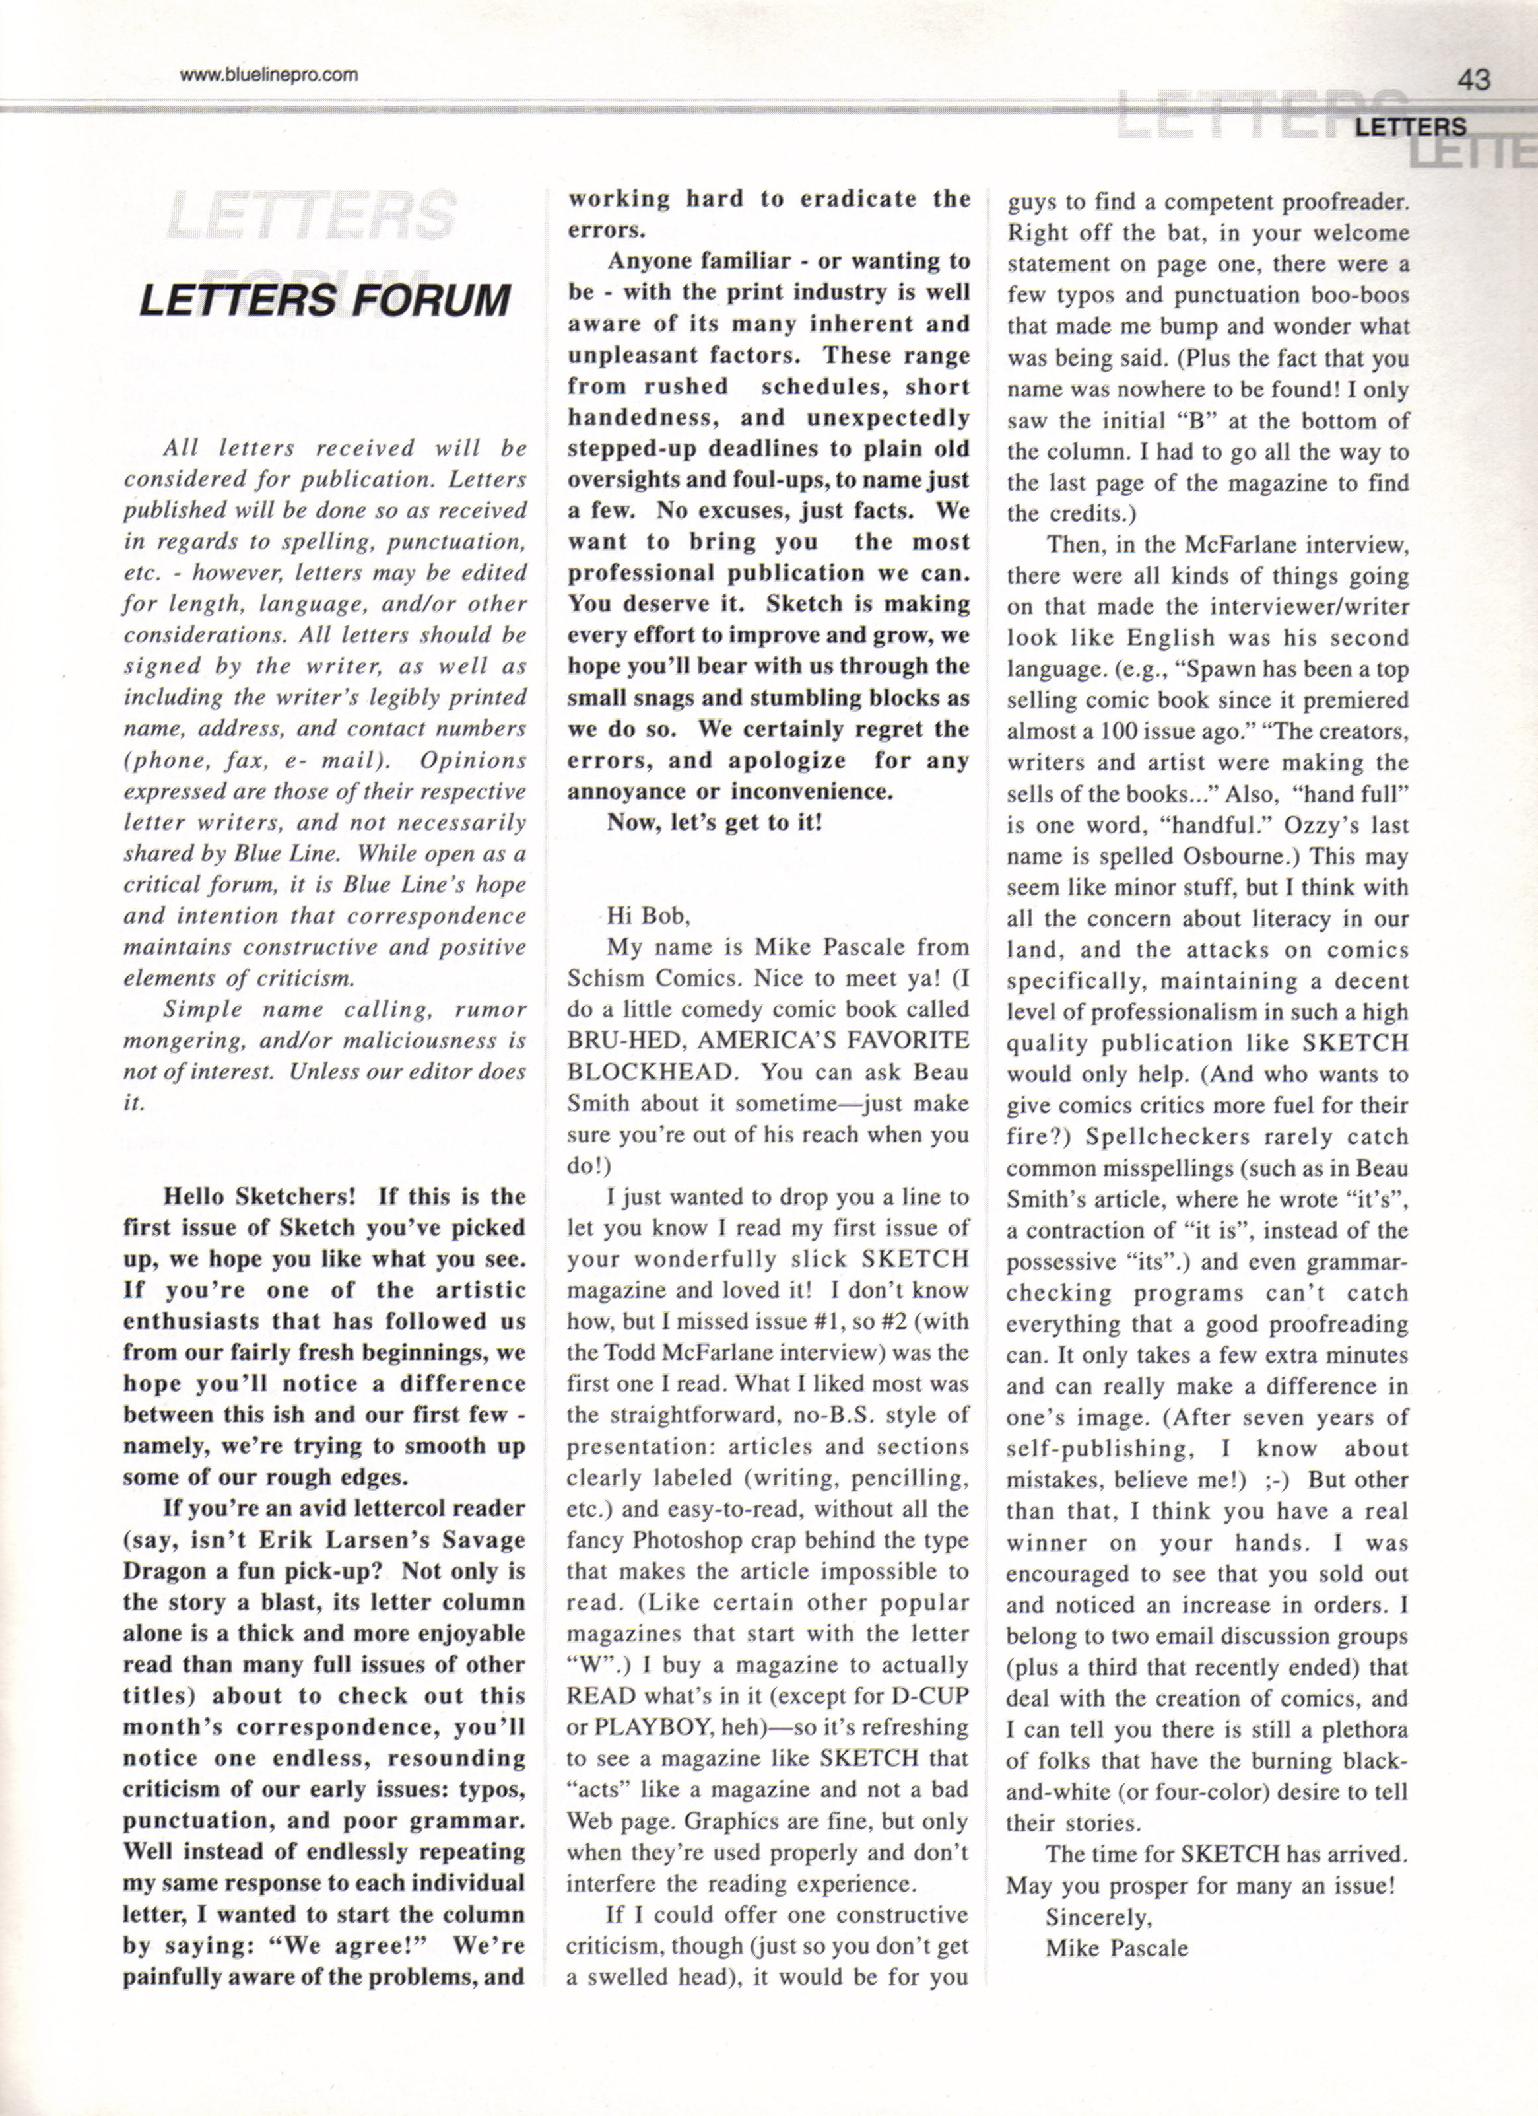 www.bluelinepro.com
43
LETTERS
LETTERS
LETTE
LETTERS
FORUM
LETTERS FORUM
All letters received will be
considered for publication. Letters
published will be done so as received
in regards to spelling, punctuation,
etc. - however, letters may be edited
for length, language, and/or other
considerations. All letters should be
signed by the writer, as well as
including the writer's legibly printed
name, address, and contact numbers
(phone, fax, e- mail). Opinions
expressed are those of their respective
letter writers, and not necessarily
shared by Blue Line. While open as a
critical forum, it is Blue Line's hope
and intention that correspondence
maintains constructive and positive
elements of criticism.
Simple name calling, rumor
mongering, and/or maliciousness is
not of interest. Unless our editor does
it.
Hello Sketchers! If this is the
first issue of Sketch you've picked
up, we hope you like what you see.
If you're one of the artistic
enthusiasts that has followed us
from our fairly fresh beginnings, we
hope you'll notice a difference
between this ish and our first few -
namely, we're trying to smooth up
some of our rough edges.
If you're an avid lettercol reader
(say, isn't Erik Larsen's Savage
Dragon a fun pick-up? Not only is
the story a blast, its letter column
alone is a thick and more enjoyable
read than many full issues of other
titles) about to check out this
month's correspondence, you'll
notice one endless, resounding
criticism of our early issues: typos,
punctuation, and poor grammar.
Well instead of endlessly repeating
my same response to each individual
letter, I wanted to start the column
by saying: "We agree!" We're
painfully aware of the problems, and
working hard to eradicate the
errors.
Anyone familiar - or wanting to
be - with the print industry is well
aware of its many inherent and
unpleasant factors. These range
from rushed schedules, short
handedness, and unexpectedly
stepped-up deadlines to plain old
oversights and foul-ups, to name just
a few. No excuses, just facts. We
want to bring you the most
professional publication we can.
You deserve it. Sketch is making
every effort to improve and grow, we
hope you'll bear with us through the
small snags and stumbling blocks as
we do so. We certainly regret the
errors, and apologize for any
annoyance or inconvenience.
Now, let's get to it!
Hi Bob,
My name is Mike Pascale from
Schism Comics. Nice to meet ya! (I
do a little comedy comic book called
BRU-HED, AMERICA'S FAVORITE
BLOCKHEAD. You can ask Beau
Smith about it sometime—just make
sure you're out of his reach when you
do!)
I just wanted to drop you a line to
let you know I read my first issue of
your wonderfully slick SKETCH
magazine and loved it! I don't know
how, but I missed issue #1, so #2 (with
the Todd McFarlane interview) was the
first one I read. What I liked most was
the straightforward, no-B.S. style of
presentation: articles and sections
clearly labeled (writing, pencilling,
etc.) and easy-to-read, without all the
fancy Photoshop crap behind the type
that makes the article impossible to
read. (Like certain other popular
magazines that start with the letter
"W".) I buy a magazine to actually
READ what's in it (except for D-CUP
or PLAYBOY, heh)—so it's refreshing
to see a magazine like SKETCH that
"acts" like a magazine and not a bad
Web page. Graphics are fine, but only
when they're used properly and don't
interfere the reading experience.
If I could offer one constructive
criticism, though (just so you don't get
a swelled head), it would be for you
guys to find a competent proofreader.
Right off the bat, in your welcome
statement on page one, there were a
few typos and punctuation boo-boos
that made me bump and wonder what
was being said. (Plus the fact that you
name was nowhere to be found! I only
saw the initial "B" at the bottom of
the column. I had to go all the way to
the last page of the magazine to find
the credits.)
Then, in the McFarlane interview,
there were all kinds of things going
on that made the interviewer/writer
look like English was his second
language. (e.g., "Spawn has been a top
selling comic book since it premiered
almost a 100 issue ago." "The creators,
writers and artist were making the
sells of the books..." Also, "hand full"
is one word, "handful." Ozzy's last
name is spelled Osbourne.) This may
seem like minor stuff, but I think with
all the concern about literacy in our
land, and the attacks on comics
specifically, maintaining a decent
level of professionalism in such a high
quality publication like SKETCH
would only help. (And who wants to
give comics critics more fuel for their
fire?) Spellcheckers rarely catch
common misspellings (such as in Beau
Smith's article, where he wrote "it's",
a contraction of "it is", instead of the
possessive "its".) and even grammar-
checking programs can't catch
everything that a good proofreading
can. It only takes a few extra minutes
and can really make a difference in
one's image. (After seven years of
self-publishing, I know about
mistakes, believe me!) ;-) But other
than that, I think you have a real
winner on your hands. I was
encouraged to see that you sold out
and noticed an increase in orders. I
belong to two email discussion groups
(plus a third that recently ended) that
deal with the creation of comics, and
I can tell you there is still a plethora
of folks that have the burning black-
and-white (or four-color) desire to tell
their stories.
The time for SKETCH has arrived.
May you prosper for many an issue!
Sincerely,
Mike Pascale